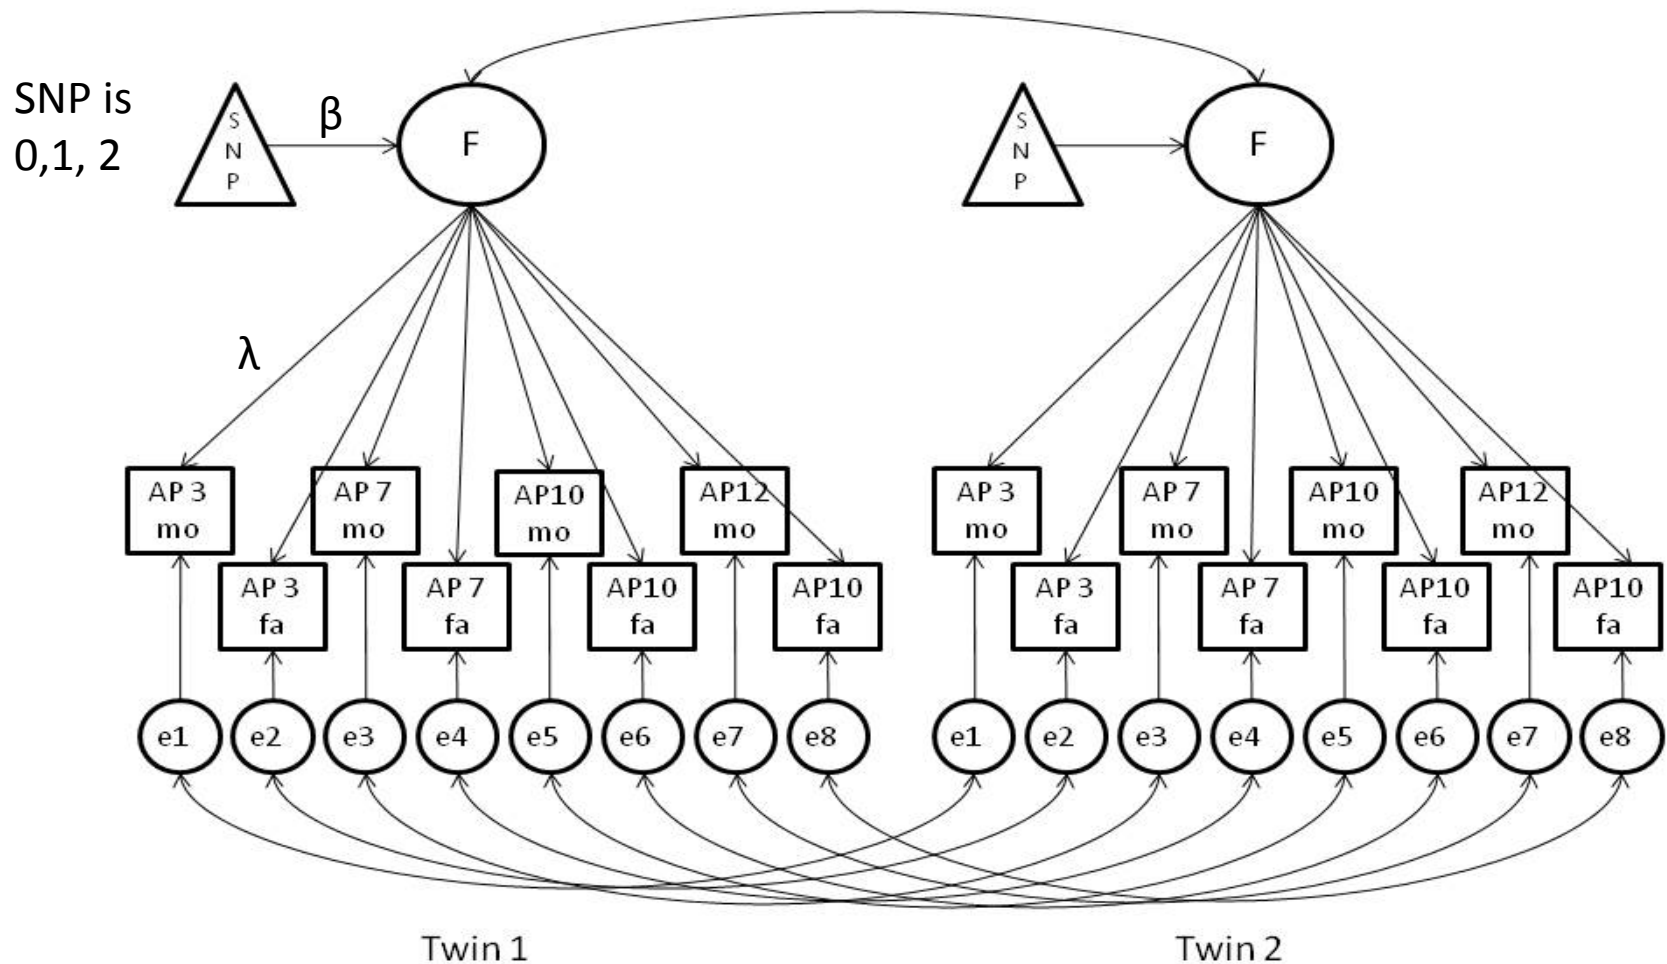 SNP is
0,1, 2
S
N
P
β
F
S
N
P
F
λ
AP 3
mo
AP 7
mo
AP10
mo
AP12
mo
AP 3
mo
AP 7
mo
AP10
mo
AP12
mo
AP 3
fa
AP 7
fa
AP10
fa
AP10
fa
AP 3
fa
AP 7
fa
AP10
fa
AP10
fa
e1 e2 e3 e4 e5 e6 e7 e8
e1 e2 e3 e4 e5 e6 e7 e8
Twin 1
Twin 2